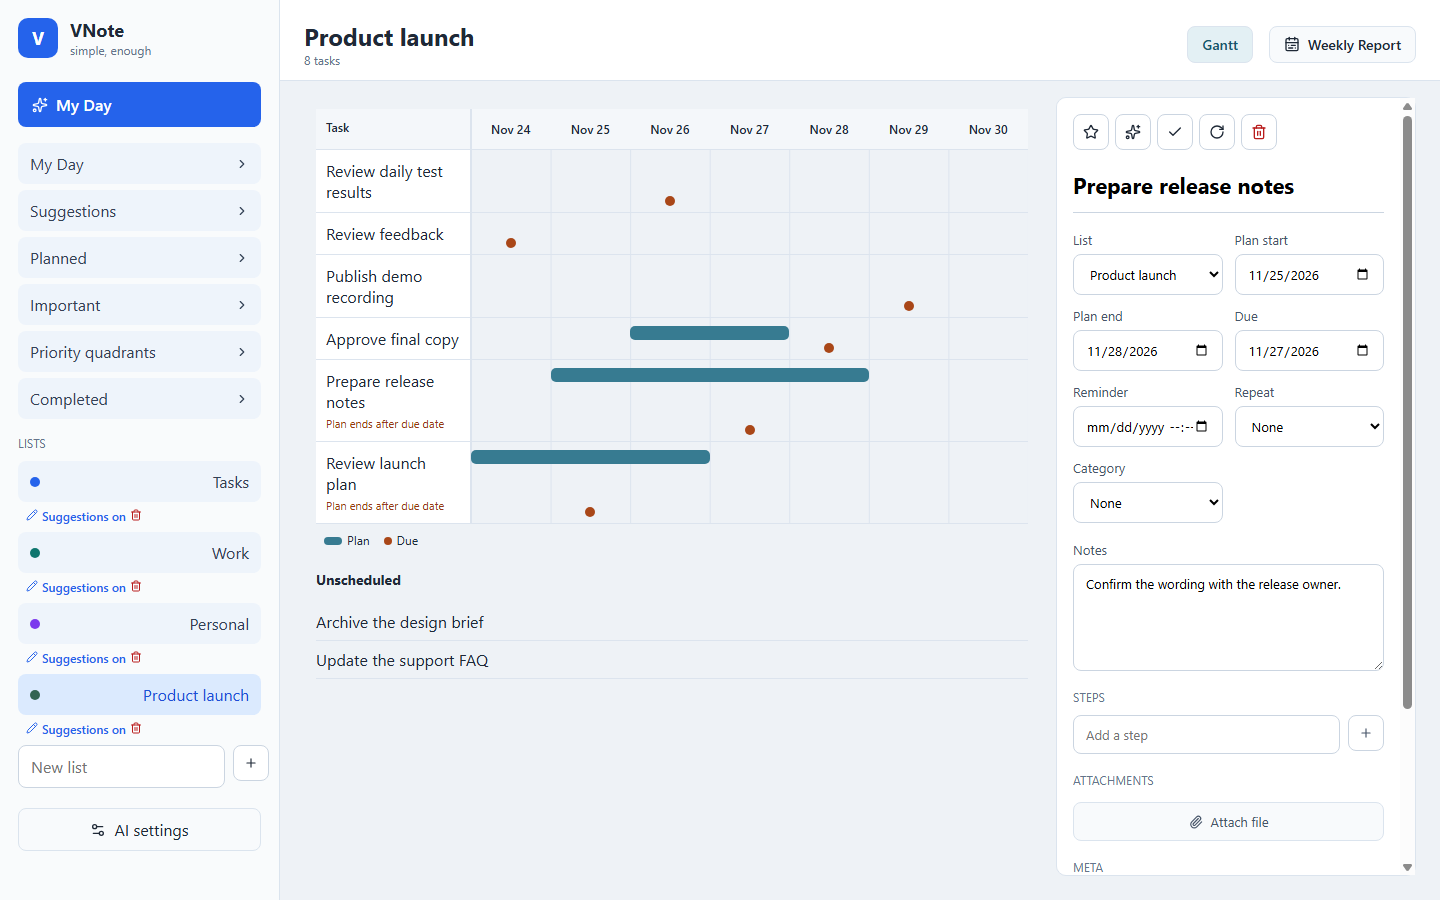 V
VNote
simple, enough
My Day
My Day
Suggestions
Planned
Important
Priority quadrants
Completed
LISTS
Tasks
Suggestions on
Work
Suggestions on
Personal
Suggestions on
Product launch
Suggestions on
New list
+
AI settings
Product launch
8 tasks
Gantt
Weekly Report
Task
Nov 24
Nov 25
Nov 26
Nov 27
Nov 28
Nov 29
Nov 30
Review daily test
results
Review feedback
Publish demo
recording
Approve final copy
Prepare release
notes
Plan ends after due date
Review launch
plan
Plan ends after due date
Plan
Due
Unscheduled
Archive the design brief
Update the support FAQ
Prepare release notes
List
Plan start
Product launch
11/25/2026
Plan end
Due
11/28/2026
11/27/2026
Reminder
Repeat
mm/dd/yyyy --:--
None
Category
None
Notes
Confirm the wording with the release owner.
STEPS
Add a step
+
ATTACHMENTS
Attach file
META